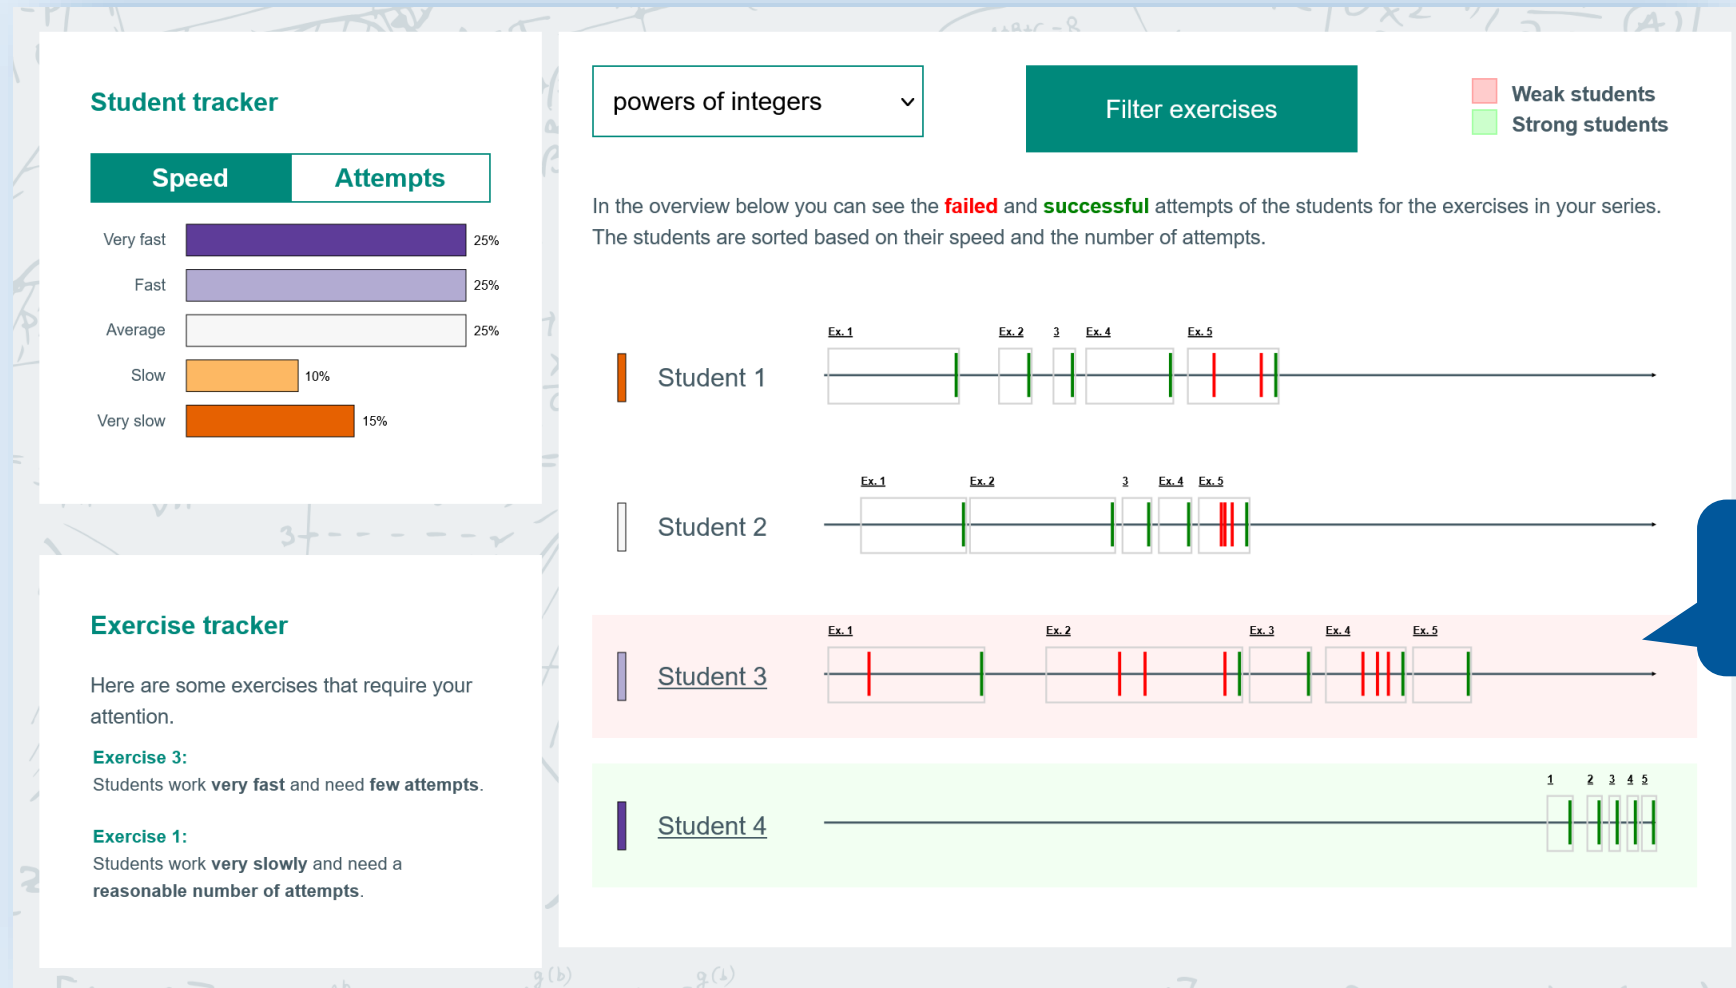 Student tracker
Speed Attempts
Very fast 25%
Fast 25%
Average 25%
Slow 10%
Very slow 15%
Exercise tracker
Here are some exercises that require your
attention.
Exercise 3:
Students work very fast and need few attempts.
Exercise 1:
Students work very slowly and need a
reasonable number of attempts.
powers of integers
Filter exercises
Weak students
Strong students
In the overview below you can see the failed and successful attempts of the students for the exercises in your series.
The students are sorted based on their speed and the number of attempts.
Ex. 1 Ex. 2 3 Ex. 4 Ex. 5
Student 1
Ex. 1 Ex. 2 3 Ex. 4 Ex. 5
Student 2
Ex. 1 Ex. 2 Ex. 3 Ex. 4 Ex. 5
Student 3
1 2 3 4 5
Student 4
g(b)